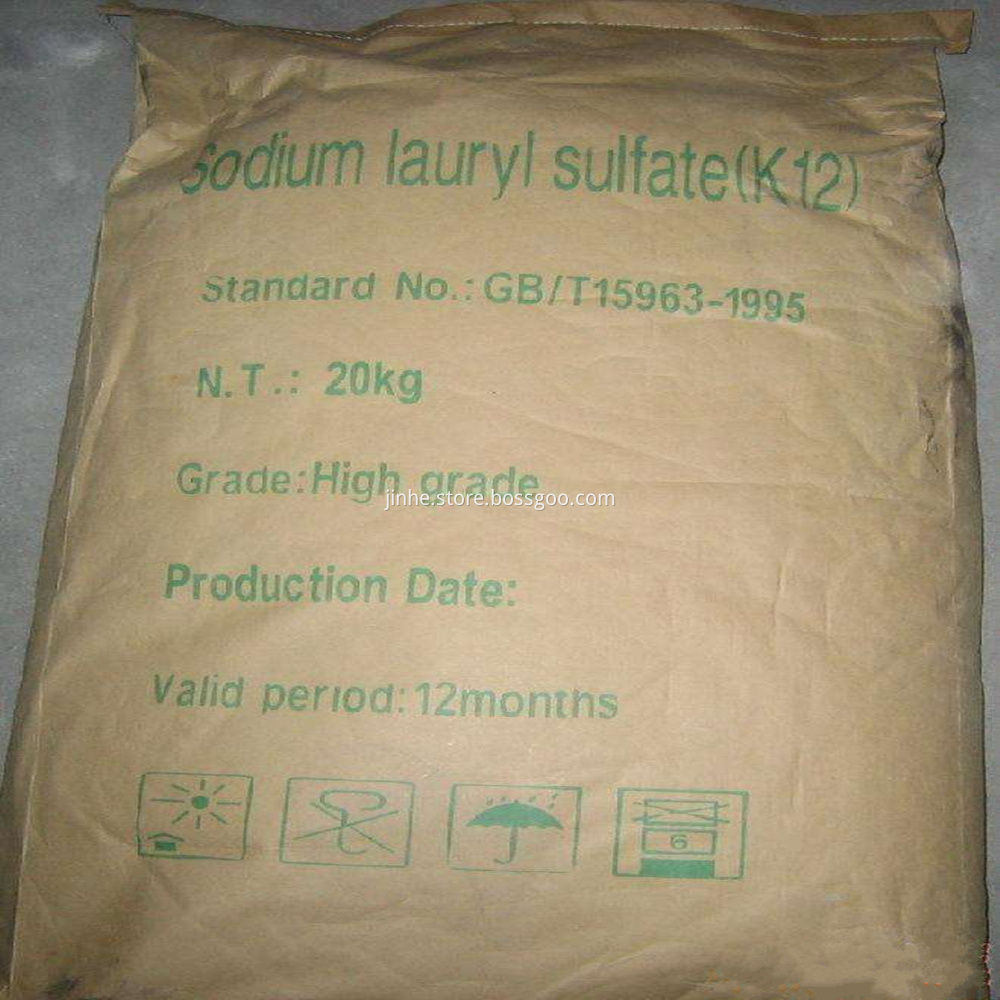 Sodium lauryl sulfate(K12)
Standard No.: GB/T15963-1995
N.T.: 20kg
Grade:High grade
jinhe.store.bossgoo.com
Production Date:
Valid period:12months
6